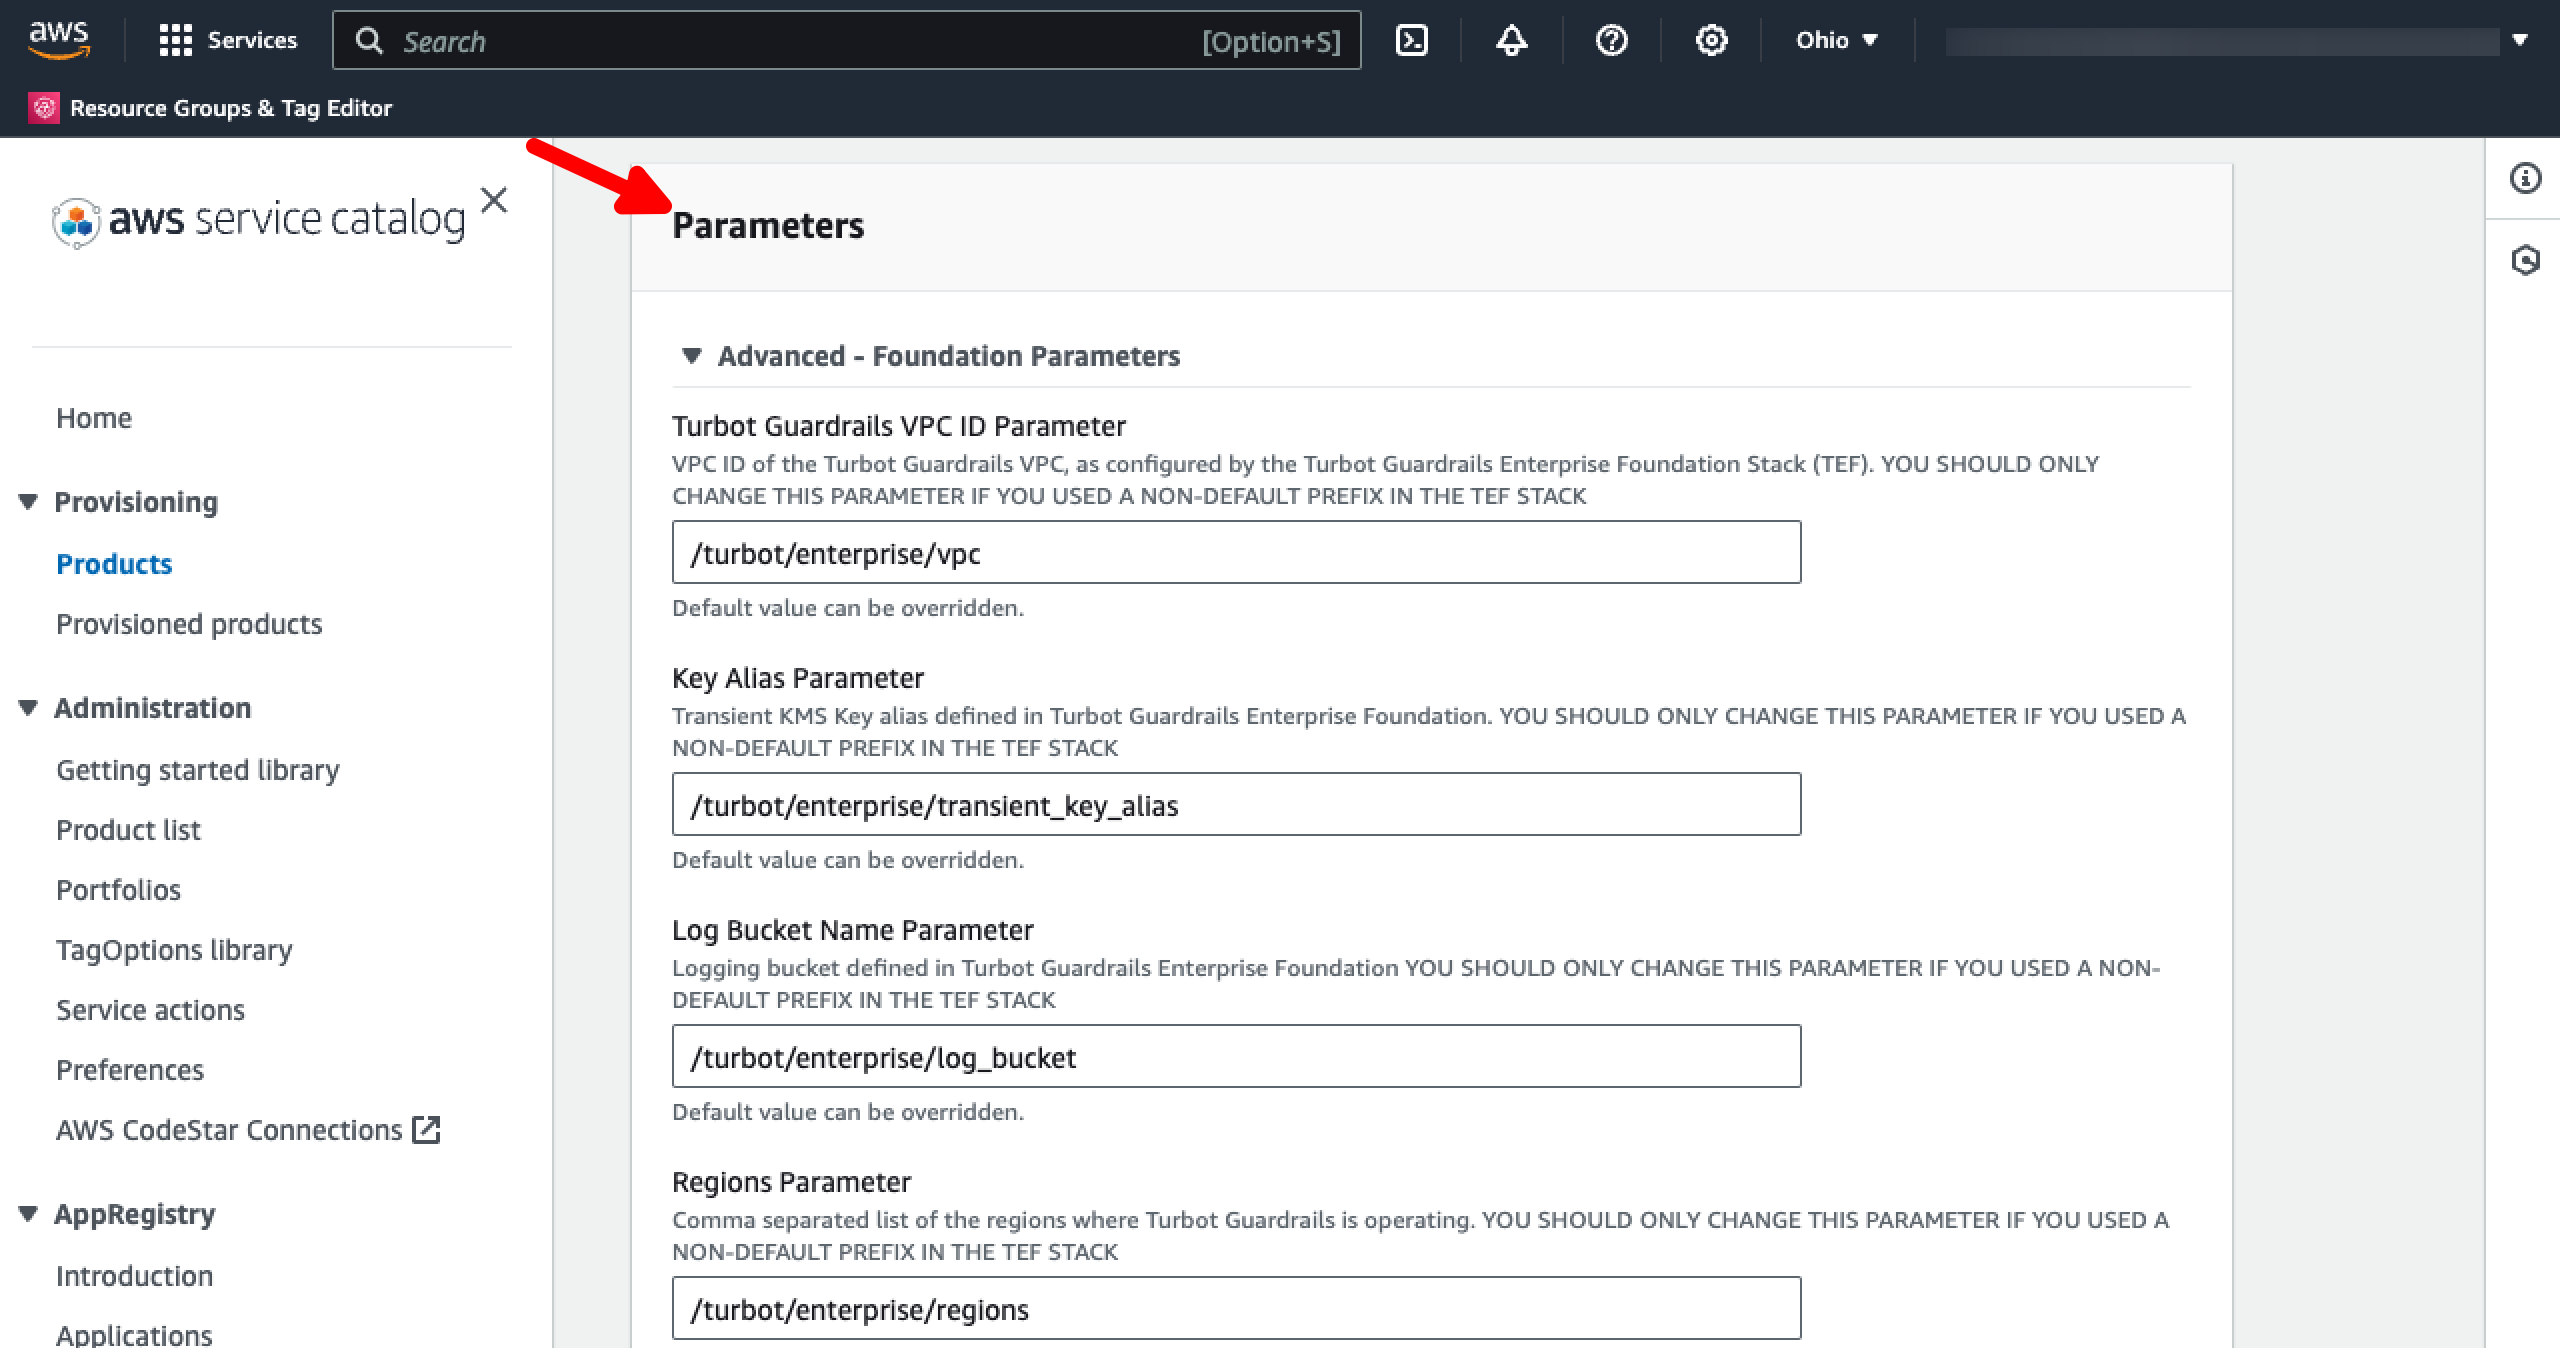 aws
Services
Search [Option+S]
Ohio
Resource Groups & Tag Editor
aws service catalog
Home
Provisioning
Products
Provisioned products
Administration
Getting started library
Product list
Portfolios
TagOptions library
Service actions
Preferences
AWS CodeStar Connections
AppRegistry
Introduction
Applications
Parameters
Advanced - Foundation Parameters
Turbot Guardrails VPC ID Parameter
VPC ID of the Turbot Guardrails VPC, as configured by the Turbot Guardrails Enterprise Foundation Stack (TEF). YOU SHOULD ONLY
CHANGE THIS PARAMETER IF YOU USED A NON-DEFAULT PREFIX IN THE TEF STACK
/turbot/enterprise/vpc
Default value can be overridden.
Key Alias Parameter
Transient KMS Key alias defined in Turbot Guardrails Enterprise Foundation. YOU SHOULD ONLY CHANGE THIS PARAMETER IF YOU USED A
NON-DEFAULT PREFIX IN THE TEF STACK
/turbot/enterprise/transient_key_alias
Default value can be overridden.
Log Bucket Name Parameter
Logging bucket defined in Turbot Guardrails Enterprise Foundation YOU SHOULD ONLY CHANGE THIS PARAMETER IF YOU USED A NON-
DEFAULT PREFIX IN THE TEF STACK
/turbot/enterprise/log_bucket
Default value can be overridden.
Regions Parameter
Comma separated list of the regions where Turbot Guardrails is operating. YOU SHOULD ONLY CHANGE THIS PARAMETER IF YOU USED A
NON-DEFAULT PREFIX IN THE TEF STACK
/turbot/enterprise/regions